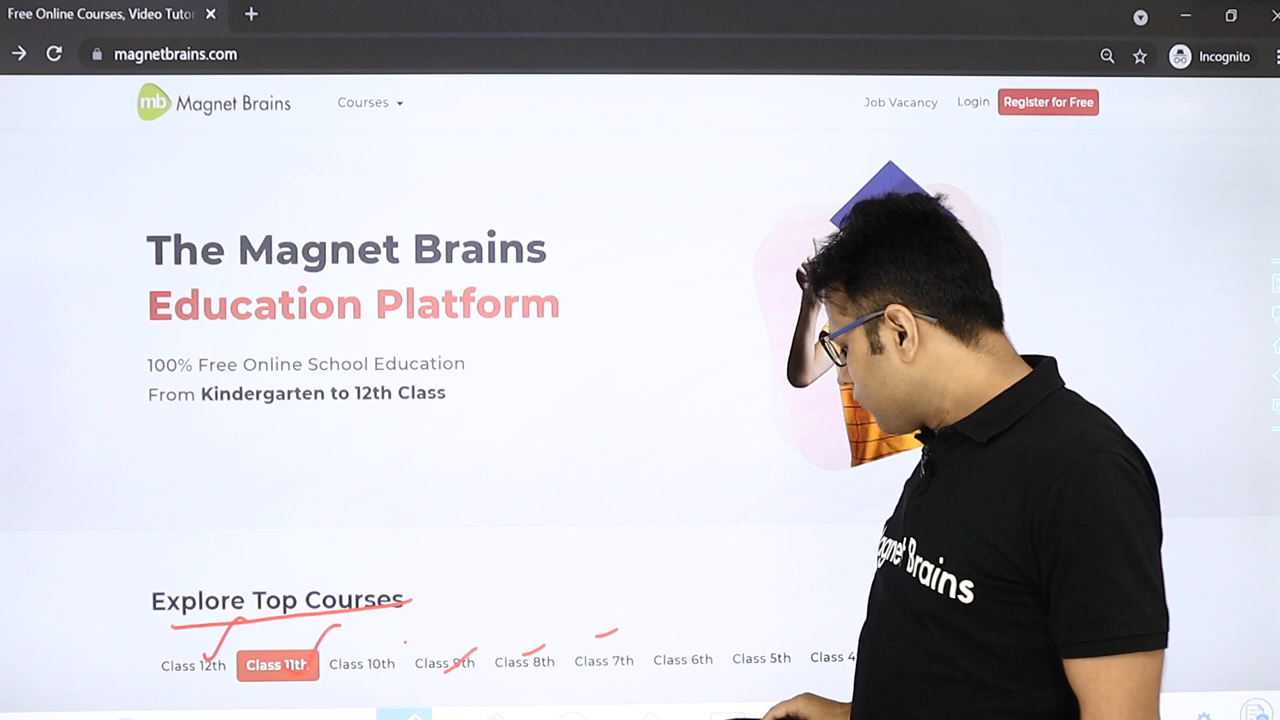 Free Online Courses, Video Tutor
magnetbrains.com
Incognito
mb Magnet Brains
Courses
Job Vacancy
Login
Register for Free
The Magnet Brains
Education Platform
100% Free Online School Education
From Kindergarten to 12th Class
Explore Top Courses
Class 12th
Class 11th
Class 10th
Class 9th
Class 8th
Class 7th
Class 6th
Class 5th
Class 4
Brains